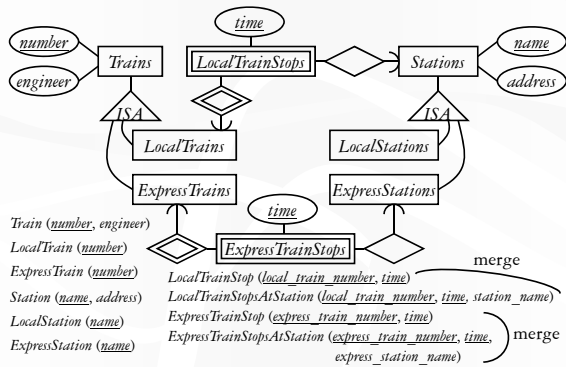 time
number
name
Trains
LocalTrainStops
Stations
engineer
address
ISA
ISA
LocalTrains
LocalStations
ExpressTrains
ExpressStations
time
ExpressTrainStops
Train (number, engineer)
LocalTrain (number)
ExpressTrain (number)
Station (name, address)
LocalStation (name)
ExpressStation (name)
merge
LocalTrainStop (local_train_number, time)
LocalTrainStopsAtStation (local_train_number, time, station_name)
ExpressTrainStop (express_train_number, time)
ExpressTrainStopsAtStation (express_train_number, time,
express_station_name)
merge